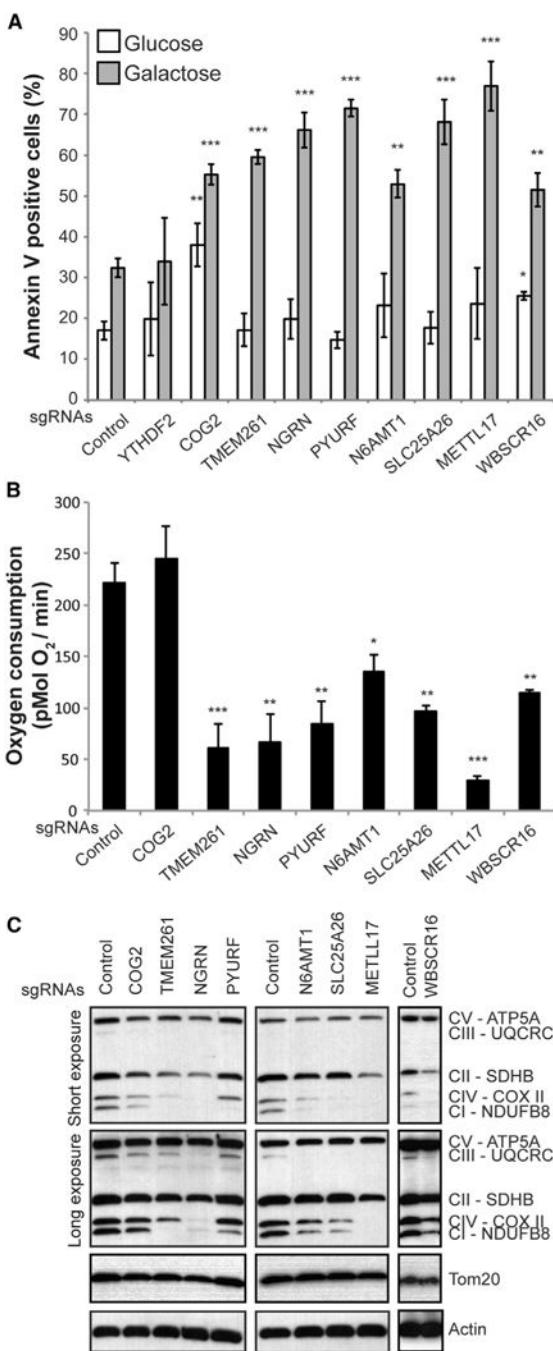 A
Glucose
Galactose
Annexin V positive cells (%)
90
80
70
60
50
40
30
20
10
0
**
***
***
***
***
**
***
***
*
**
sgRNAs
Control
YTHDF2
COG2
TMEM261
NGRN
PYURF
N6AMT1
SLC25A26
METTL17
WBSCR16
B
Oxygen consumption
(pMol O2 / min)
300
250
200
150
100
50
0
***
**
**
*
**
***
**
sgRNAs
Control
COG2
TMEM261
NGRN
PYURF
N6AMT1
SLC25A26
METTL17
WBSCR16
C
sgRNAs
Control
COG2
TMEM261
NGRN
PYURF
Control
N6AMT1
SLC25A26
METLL17
Control
WBSCR16
Short exposure
CV - ATP5A
CIII - UQCRC
CII - SDHB
CIV - COX II
CI - NDUFB8
Long exposure
CV - ATP5A
CIII - UQCRC
CII - SDHB
CIV - COX II
CI - NDUFB8
Tom20
Actin